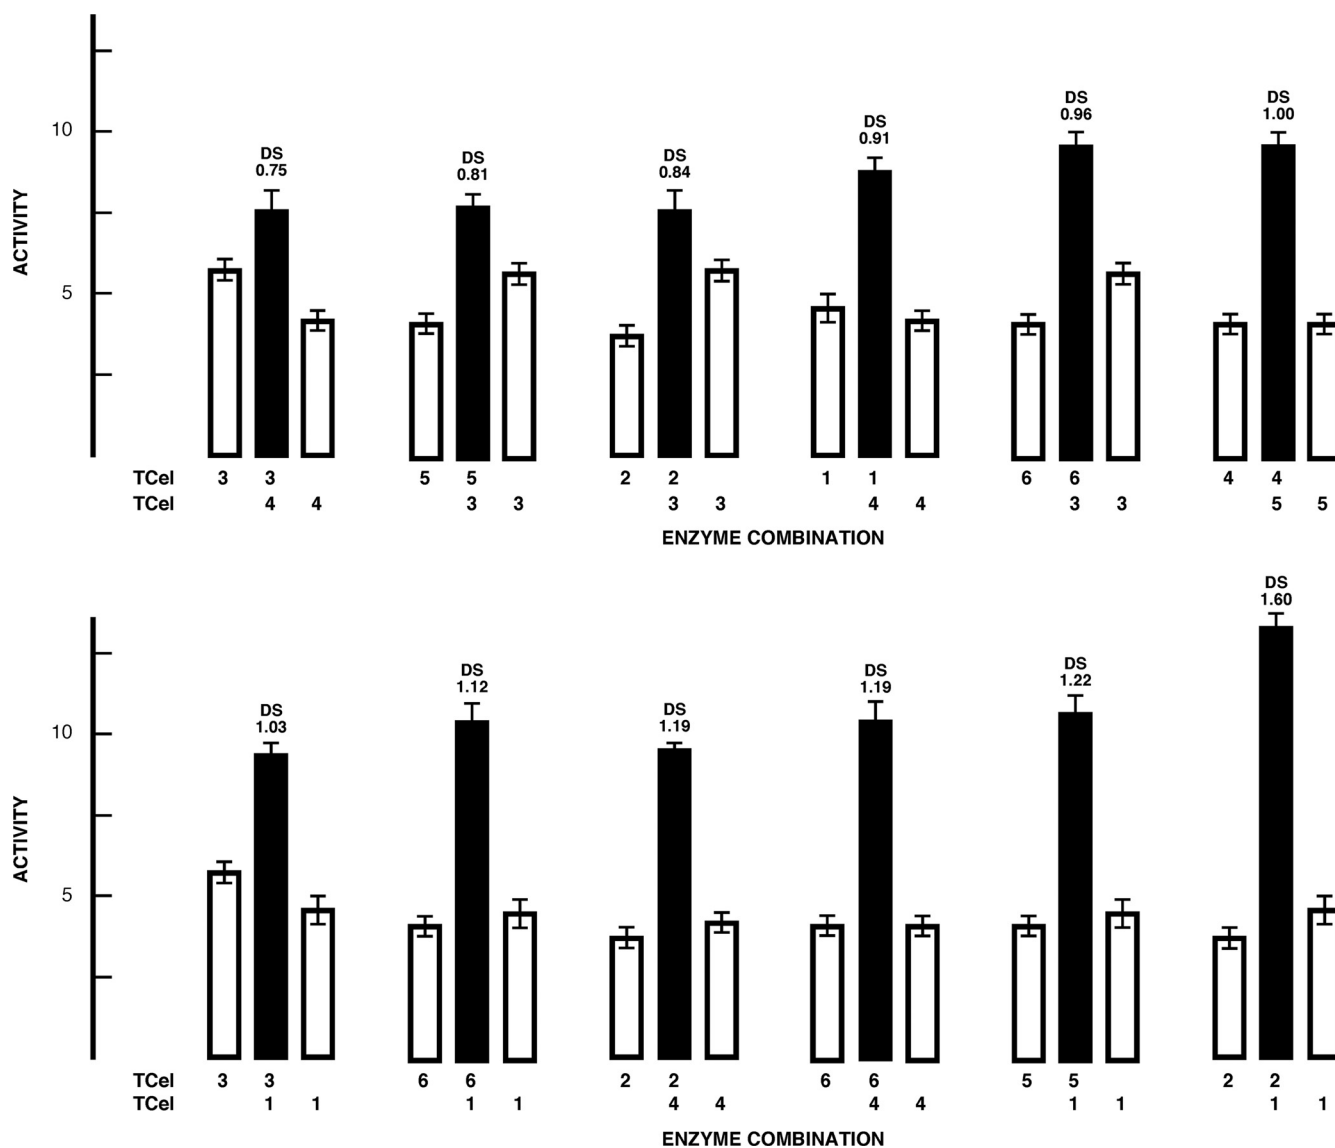 DS
0.96
DS
1.00
DS
0.91
10
DS
0.75
DS
0.81
DS
0.84
ACTIVITY
5
TCel 3 3 5 5 2 2 1 1 6 6 4 4
TCel 4 4 3 3 3 3 4 4 3 3 5 5
ENZYME COMBINATION
DS
1.60
DS
1.12
DS
1.19
DS
1.22
DS
1.03
DS
1.19
10
ACTIVITY
5
TCel 3 3 6 6 2 2 6 6 5 5 2 2
TCel 1 1 1 1 4 4 4 4 1 1 1 1
ENZYME COMBINATION